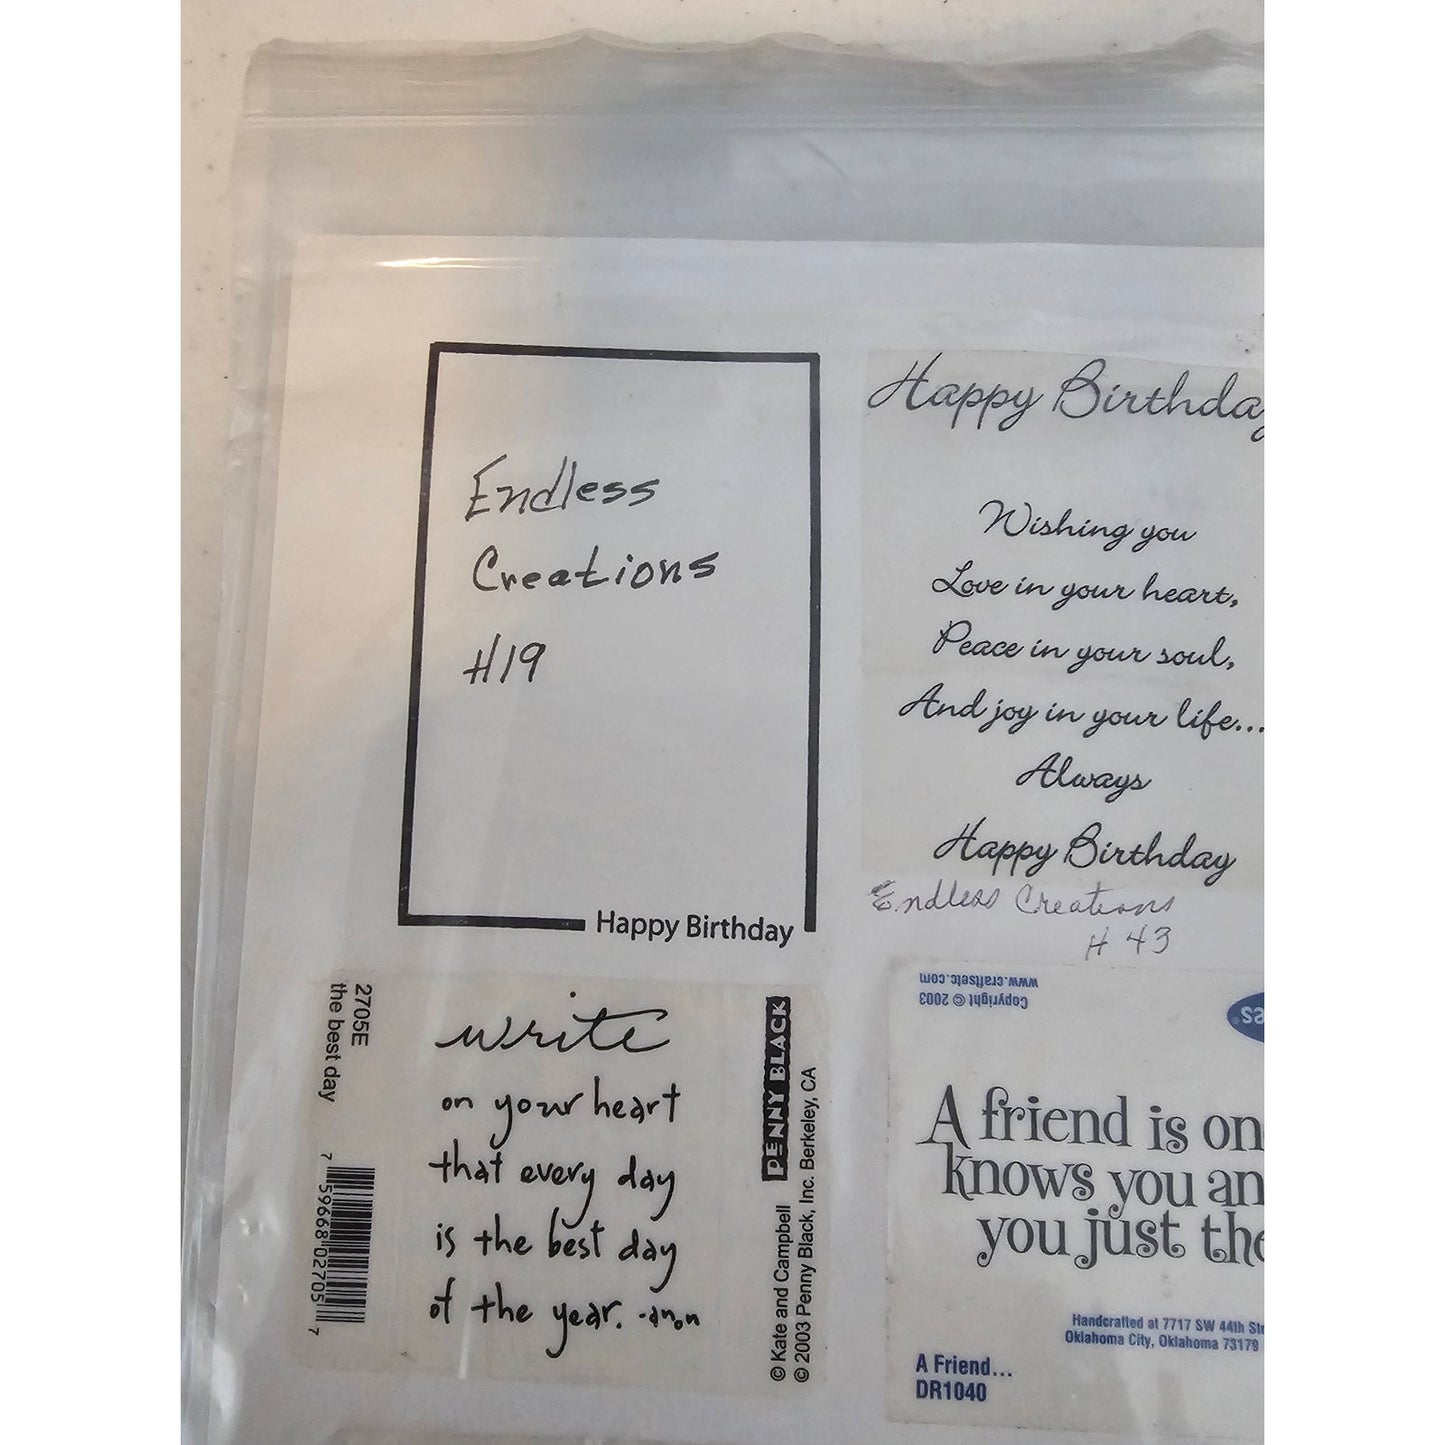 Endless
Creations
H19
Happy Birthday
Happy Birthday
Wishing you
Love in your heart,
Peace in your soul,
And joy in your life...
Always
Happy Birthday
Endless Creations
H 43
2705E
the best day
7 59668 02705 7
write
on your heart
that every day
is the best day
of the year. -anon
PENNY BLACK
© Kate and Campbell
© 2003 Penny Black, Inc. Berkeley, CA
Copyright © 2003
www.craftsetc.com
A friend is
knows you
you just
Handcrafted at 7717 SW 44th
Oklahoma City, Oklahoma 73179
A Friend...
DR1040